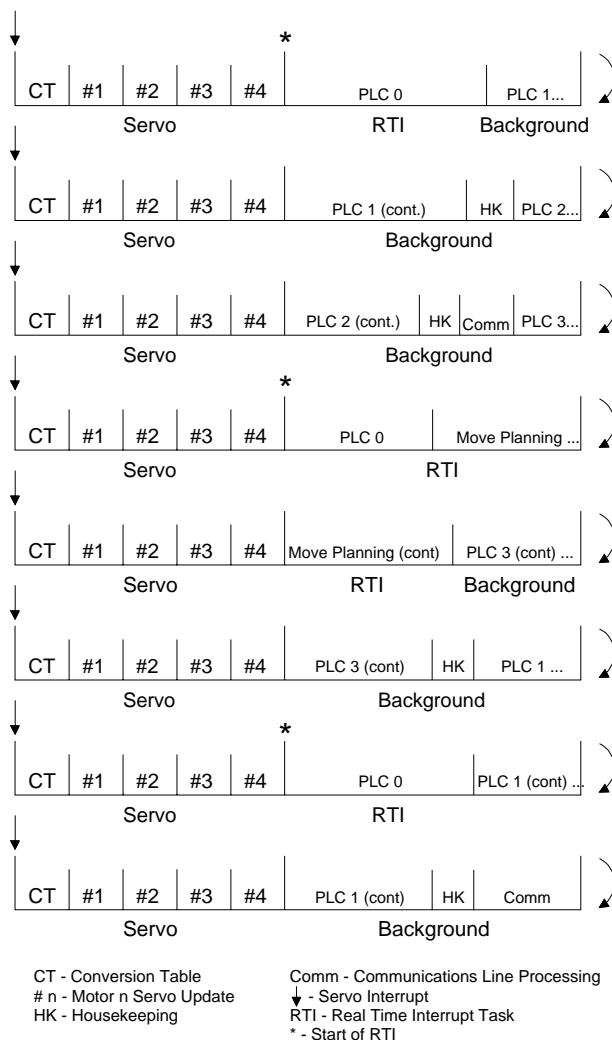 *
CT #1 #2 #3 #4 PLC 0 PLC 1...
Servo RTI Background
CT #1 #2 #3 #4 PLC 1 (cont.) HK PLC 2...
Servo Background
CT #1 #2 #3 #4 PLC 2 (cont.) HK Comm PLC 3...
Servo Background
*
CT #1 #2 #3 #4 PLC 0 Move Planning ...
Servo RTI
CT #1 #2 #3 #4 Move Planning (cont) PLC 3 (cont) ...
Servo RTI Background
CT #1 #2 #3 #4 PLC 3 (cont) HK PLC 1 ...
Servo Background
*
CT #1 #2 #3 #4 PLC 0 PLC 1 (cont) ...
Servo RTI
CT #1 #2 #3 #4 PLC 1 (cont) HK Comm
Servo Background
CT - Conversion Table
# n - Motor n Servo Update
HK - Housekeeping
Comm - Communications Line Processing
- Servo Interrupt
RTI - Real Time Interrupt Task
* - Start of RTI